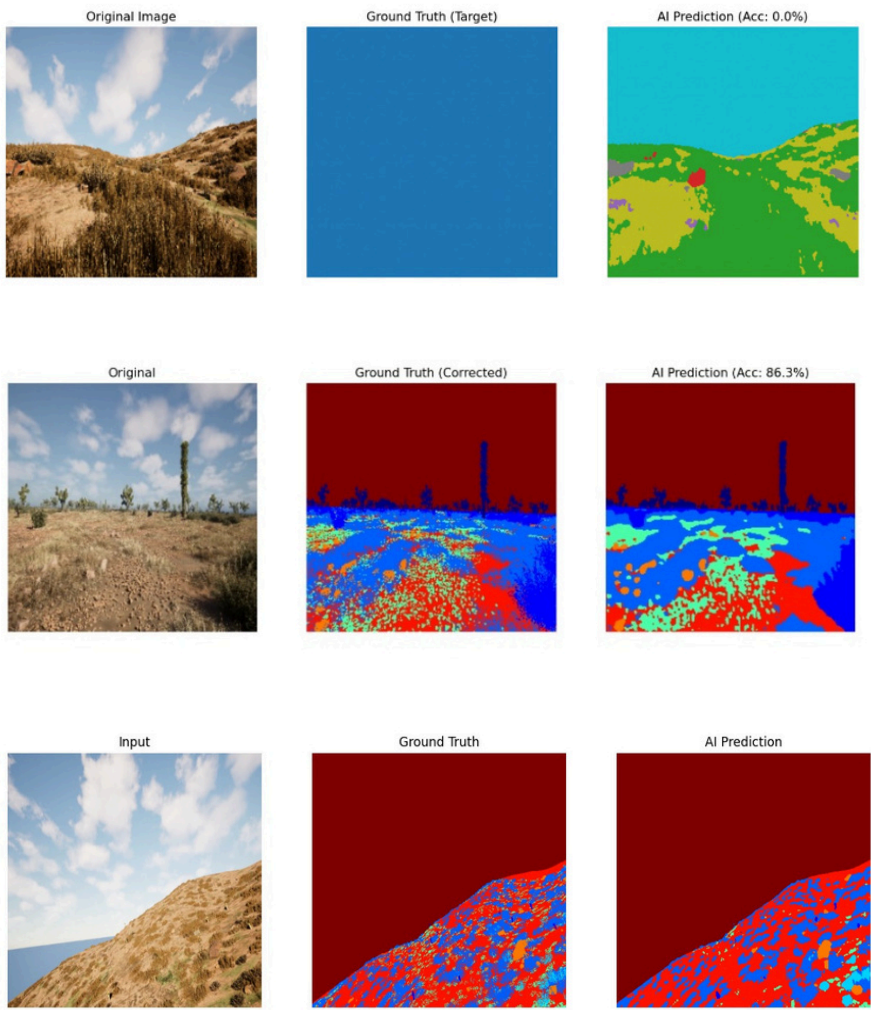 Original Image
Ground Truth (Target)
AI Prediction (Acc: 0.0%)
Original
Ground Truth (Corrected)
AI Prediction (Acc: 86.3%)
Input
Ground Truth
AI Prediction